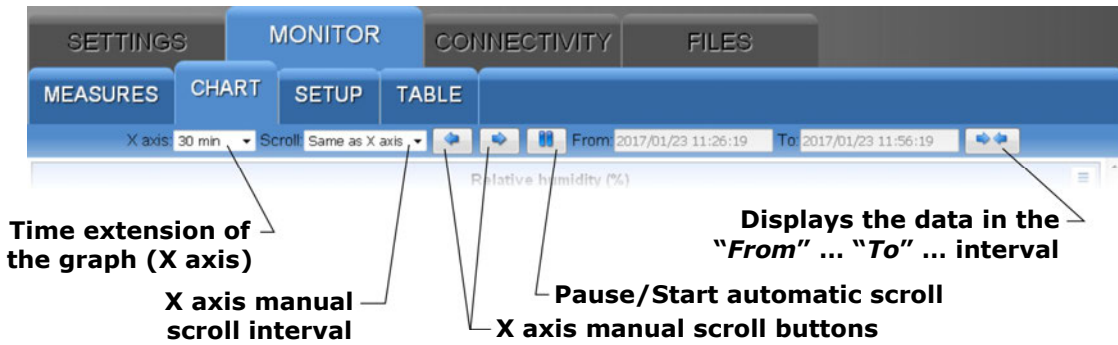 SETTINGS MONITOR CONNECTIVITY FILES
MEASURES CHART SETUP TABLE
X axis: 30 min Scroll: Same as X axis From: 2017/01/23 11:26:19 To: 2017/01/23 11:56:19
Relative humidity (%)
Time extension of
the graph (X axis)
X axis manual
scroll interval
Pause/Start automatic scroll
X axis manual scroll buttons
Displays the data in the
“From” … “To” … interval